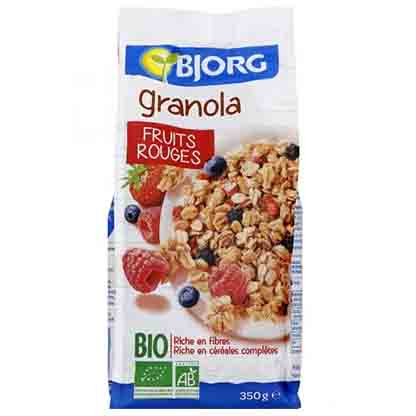 BJORG
granola
FRUITS
ROUGES
BIO
Riche en fibres
Riche en céréales complètes
AB
350g e